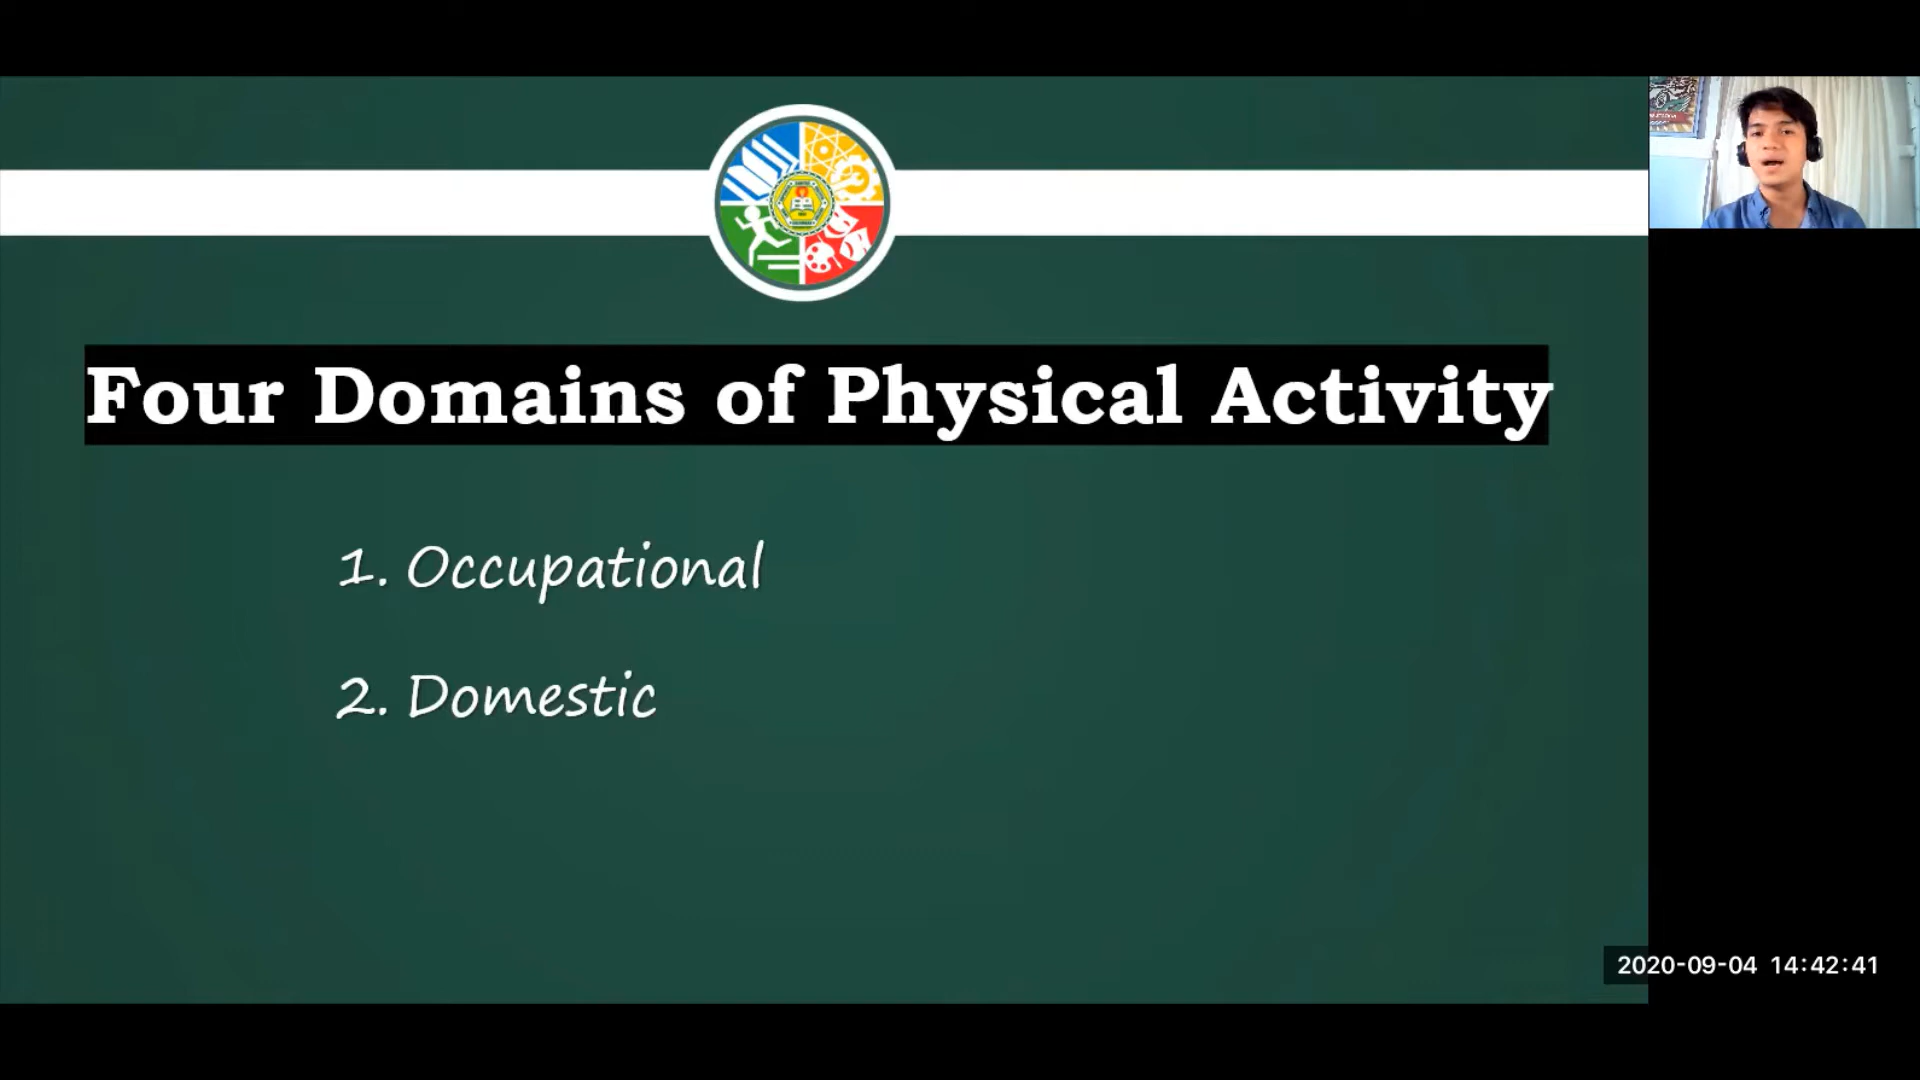 Four Domains of Physical Activity
1. Occupational
2. Domestic
2020-09-04 14:42:41